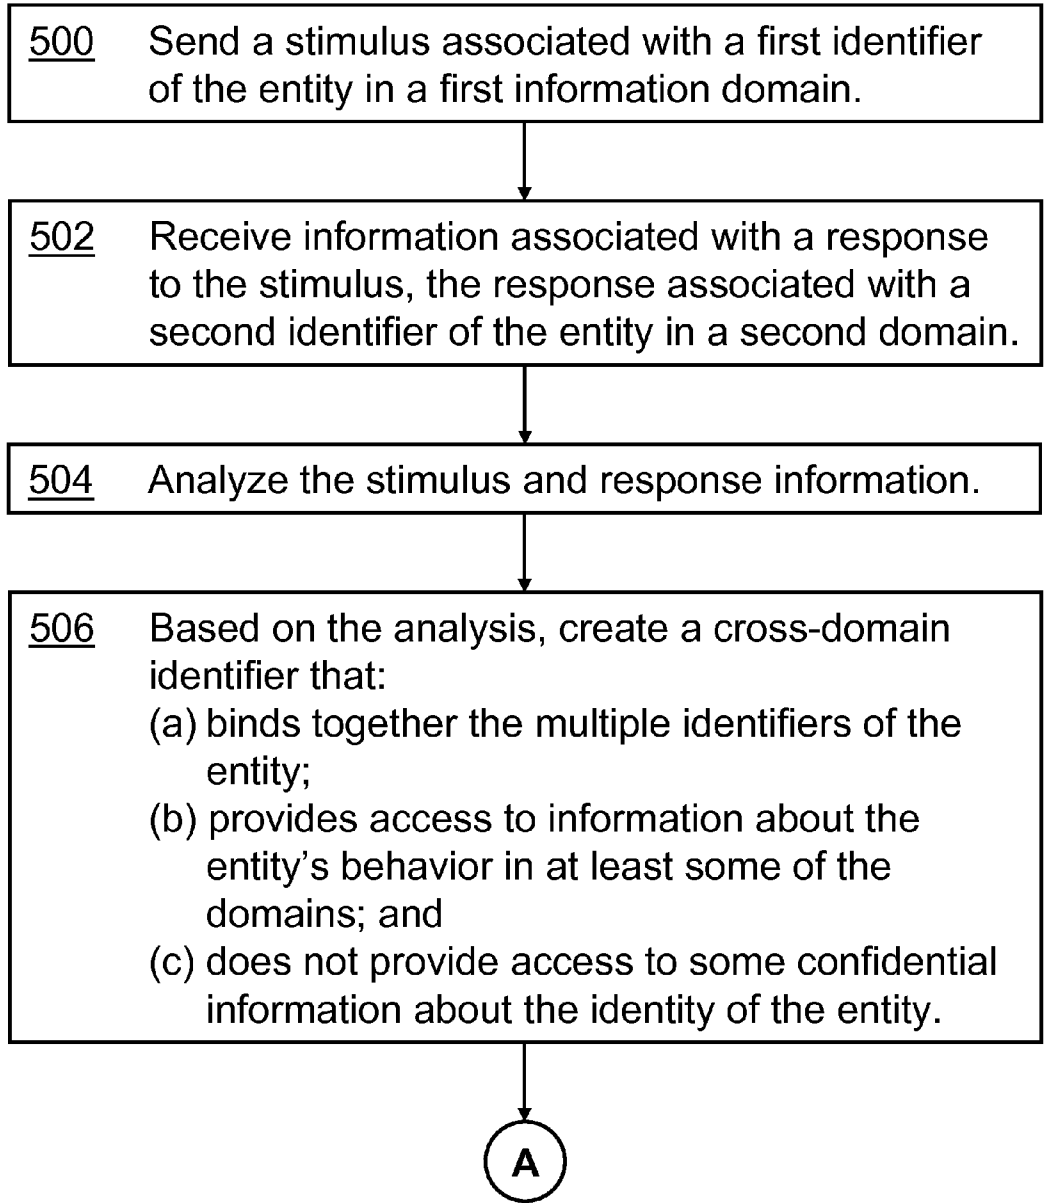 500 Send a stimulus associated with a first identifier
of the entity in a first information domain.
502 Receive information associated with a response
to the stimulus, the response associated with a
second identifier of the entity in a second domain.
504 Analyze the stimulus and response information.
506 Based on the analysis, create a cross-domain
identifier that:
(a) binds together the multiple identifiers of the
entity;
(b) provides access to information about the
entity’s behavior in at least some of the
domains; and
(c) does not provide access to some confidential
information about the identity of the entity.
A